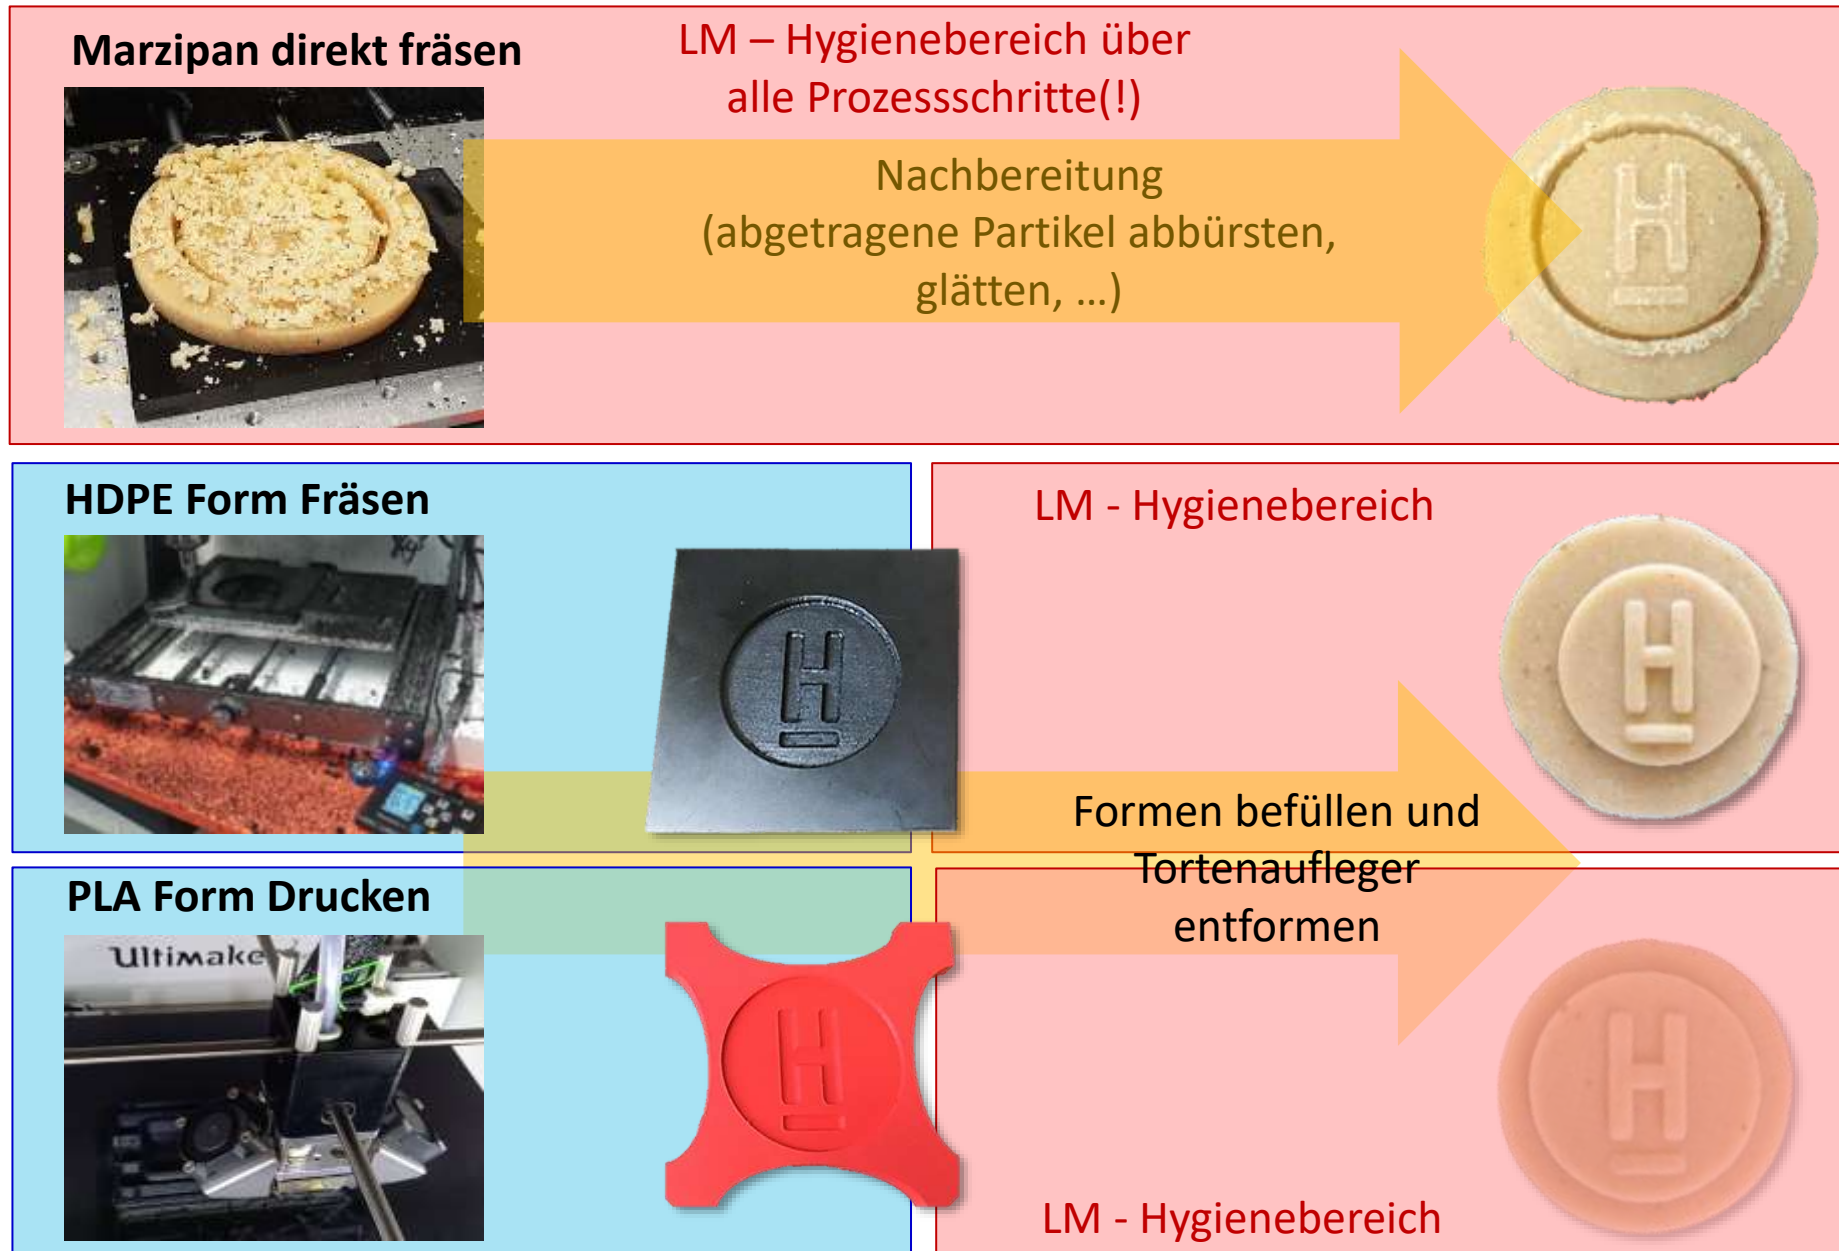 Marzipan direkt fräsen
LM – Hygienebereich über
alle Prozessschritte(!)
Nachbereitung
(abgetragene Partikel abbürsten,
glätten, ...)
H
HDPE Form Fräsen
LM - Hygienebereich
H
H
Formen befüllen und
Tortenaufleger
entformen
PLA Form Drucken
Ultimake
H
H
LM - Hygienebereich